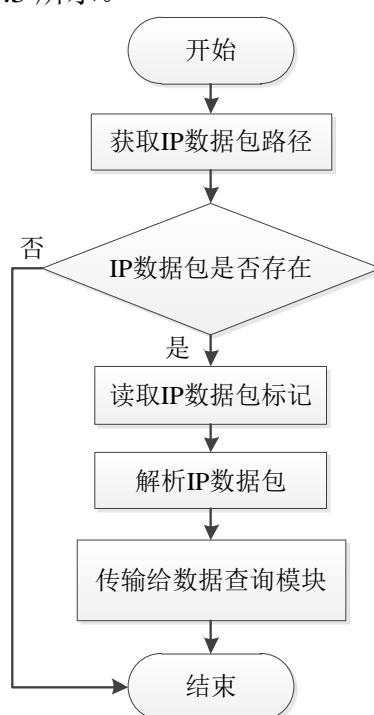 开始
获取IP数据包路径
IP数据包是否存在
否
是
读取IP数据包标记
解析IP数据包
传输给数据查询模块
结束